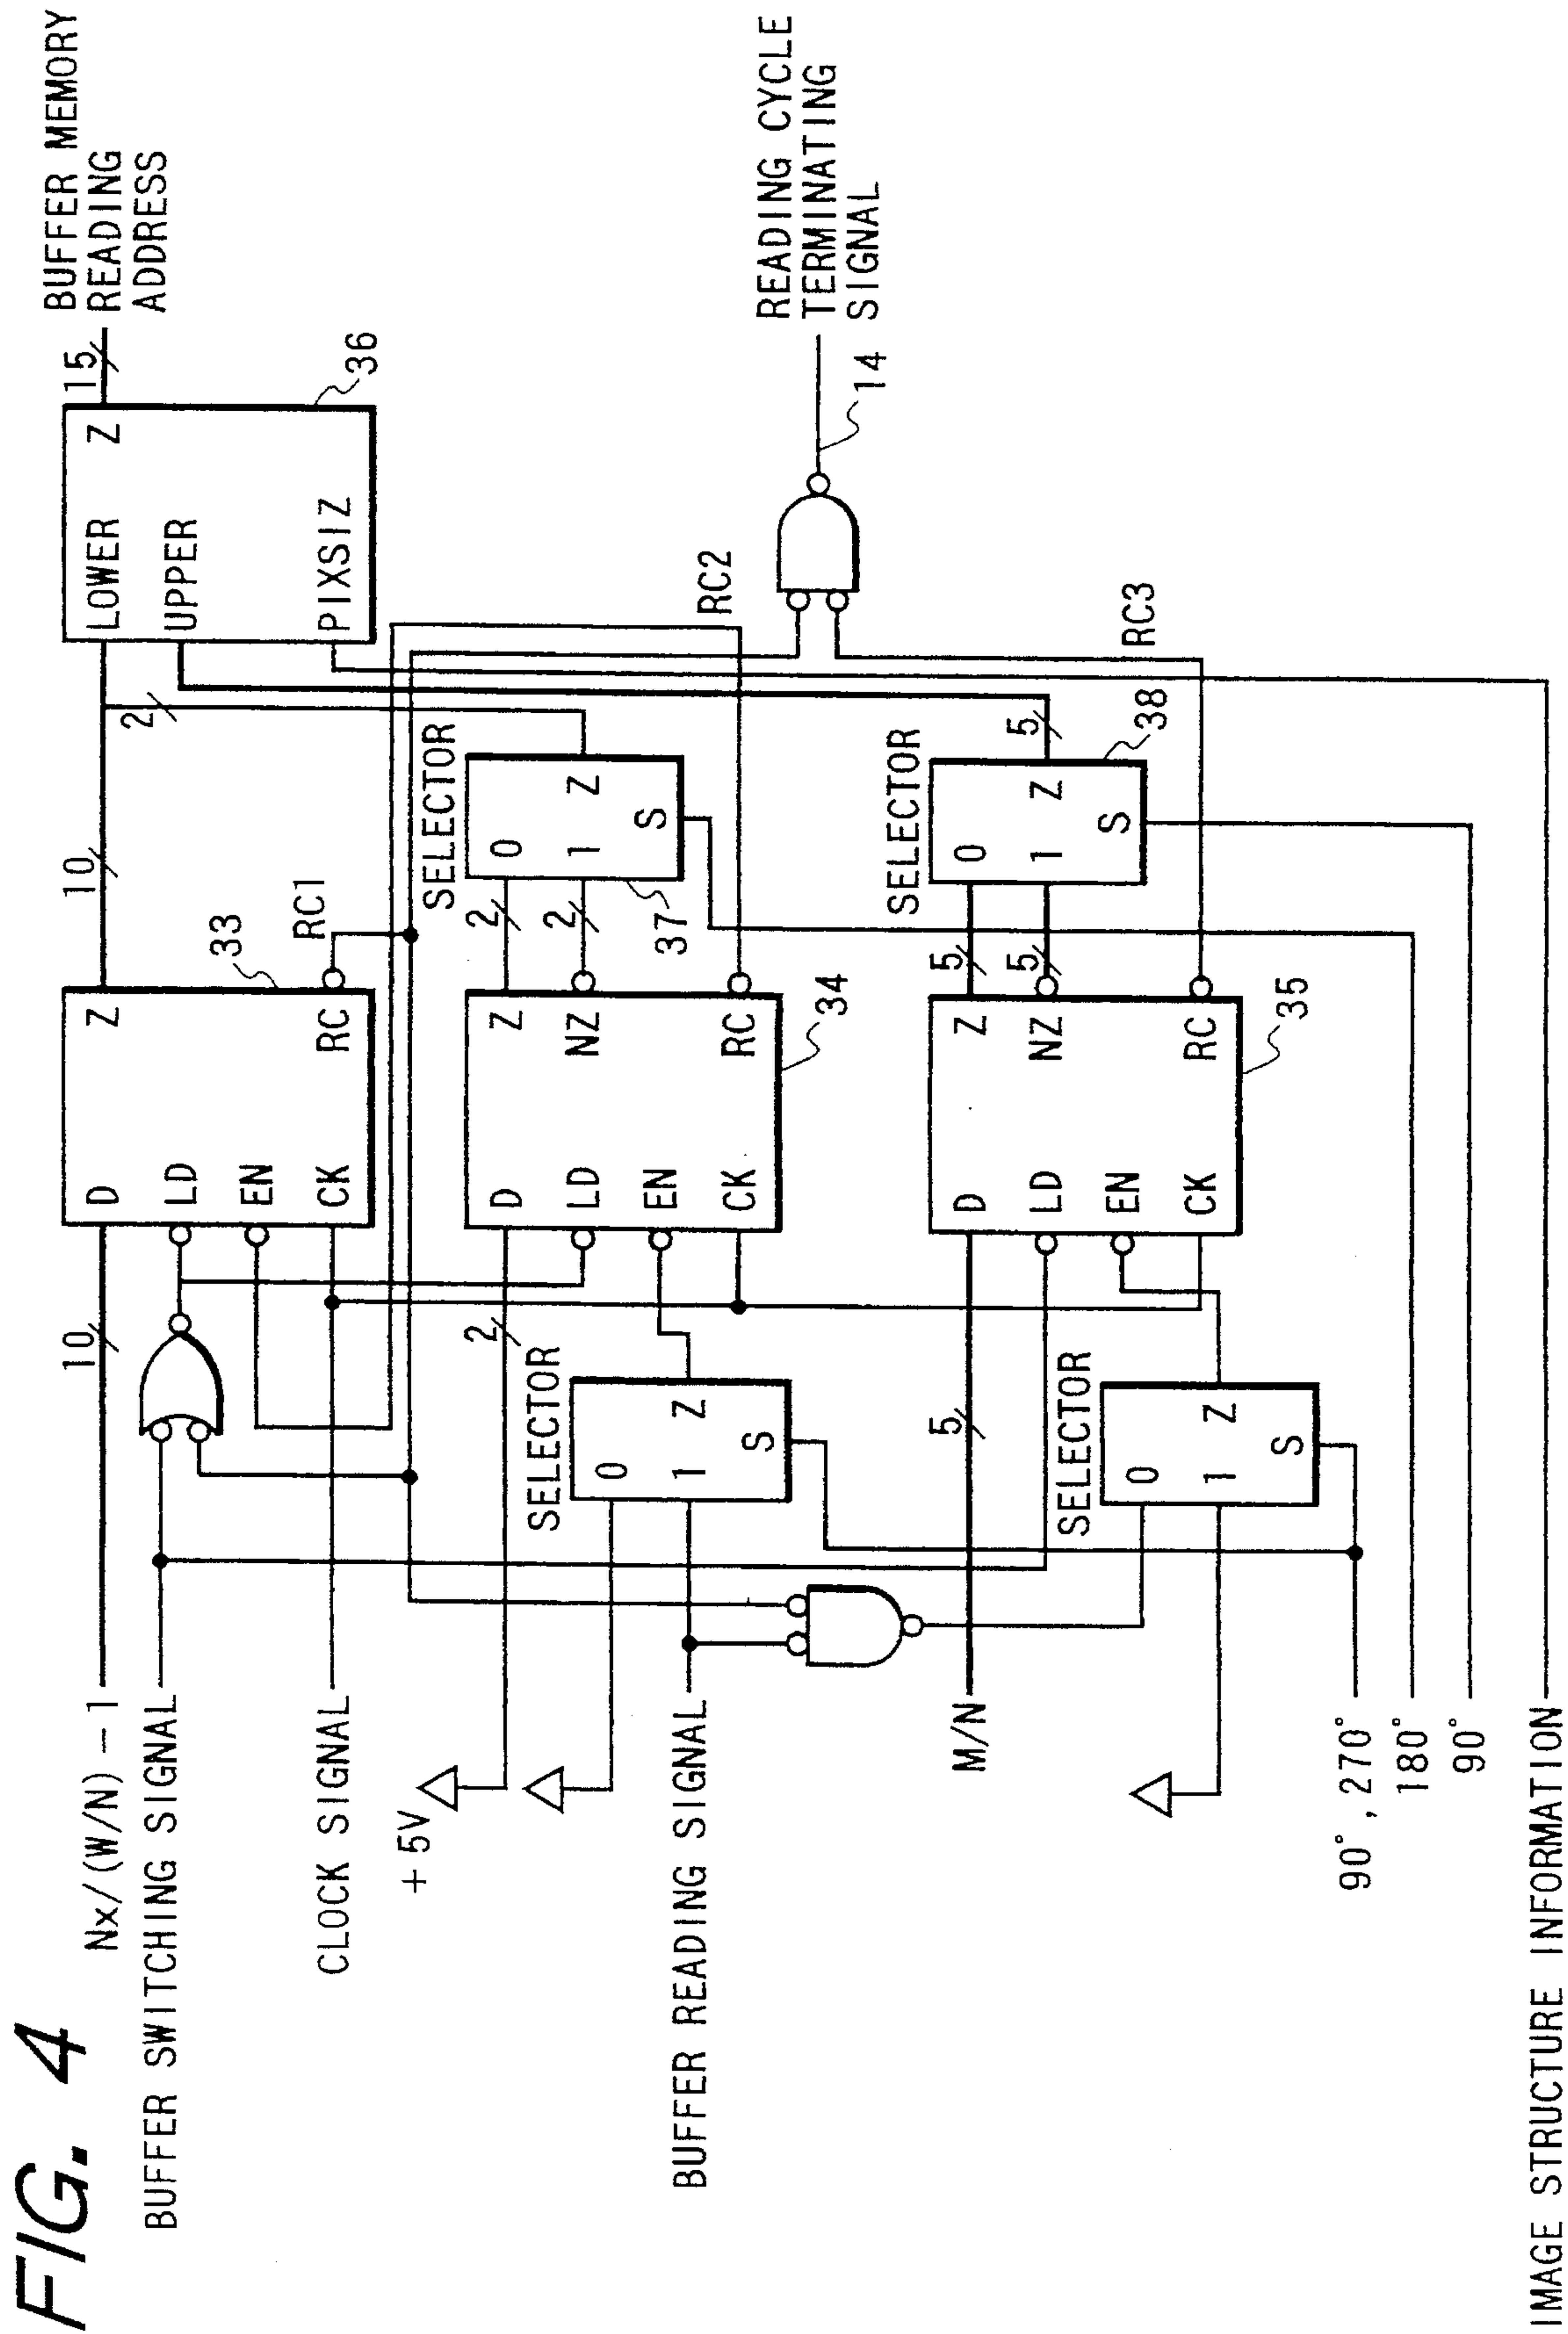 FIG. 4
Nx/(W/N) - 1
BUFFER SWITCHING SIGNAL
CLOCK SIGNAL
+5V
BUFFER READING SIGNAL
M/N
90°, 270°
180°
90°
IMAGE STRUCTURE INFORMATION
10
D
LD
EN
CK
Z
RC
33
RC1
10
2
LOWER
UPPER
PIXSIZ
Z
36
15
BUFFER MEMORY
READING
ADDRESS
SELECTOR
0
1
Z
S
2
D
LD
EN
CK
Z
NZ
RC
34
2
2
SELECTOR
0
1
Z
S
37
RC2
14
READING CYCLE
TERMINATING
SIGNAL
5
SELECTOR
0
1
Z
S
D
LD
EN
CK
Z
NZ
RC
35
5
5
SELECTOR
0
1
Z
S
38
5
RC3